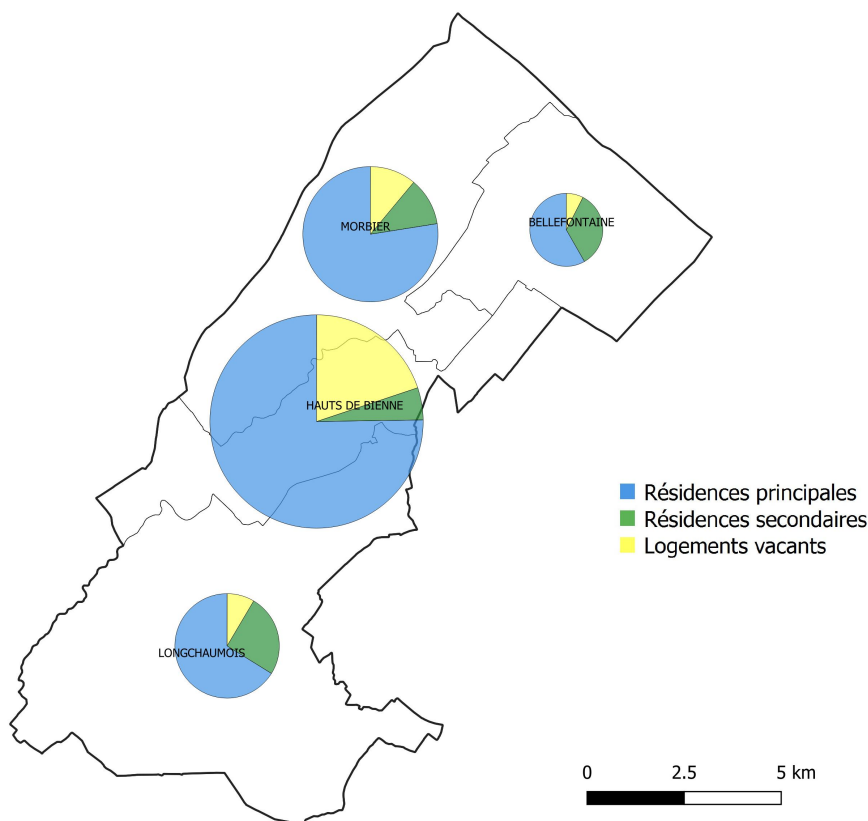 MORBIER
BELLEFONTAINE
HAUTS DE BIENNE
Résidences principales
Résidences secondaires
Logements vacants
LONGCHAUMOIS
0 2.5 5 km